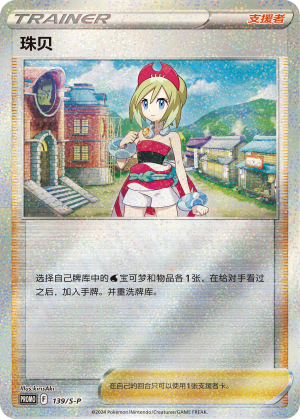 TRAINER 支援者
珠贝
选择自己牌库中的宝可梦和物品各1张，在给对手看过
之后，加入手牌。并重洗牌库。
Illus.kirisAki
PROMO F 139/S-P
在自己的回合只可以使用1张支援者卡。
©2024 Pokémon/Nintendo/Creatures/GAME FREAK.